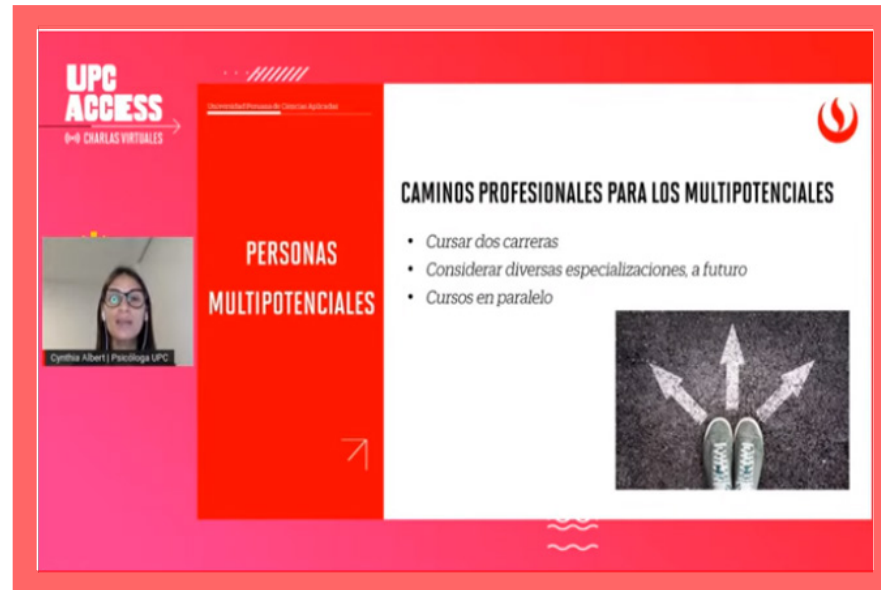 UPC
ACCESS
CHARLAS VIRTUALES
Universidad Peruana de Ciencias Aplicadas
PERSONAS
MULTIPOTENCIALES
CAMINOS PROFESIONALES PARA LOS MULTIPOTENCIALES
• Cursar dos carreras
• Considerar diversas especializaciones, a futuro
• Cursos en paralelo
Cynthia Albert | Psicóloga UPC